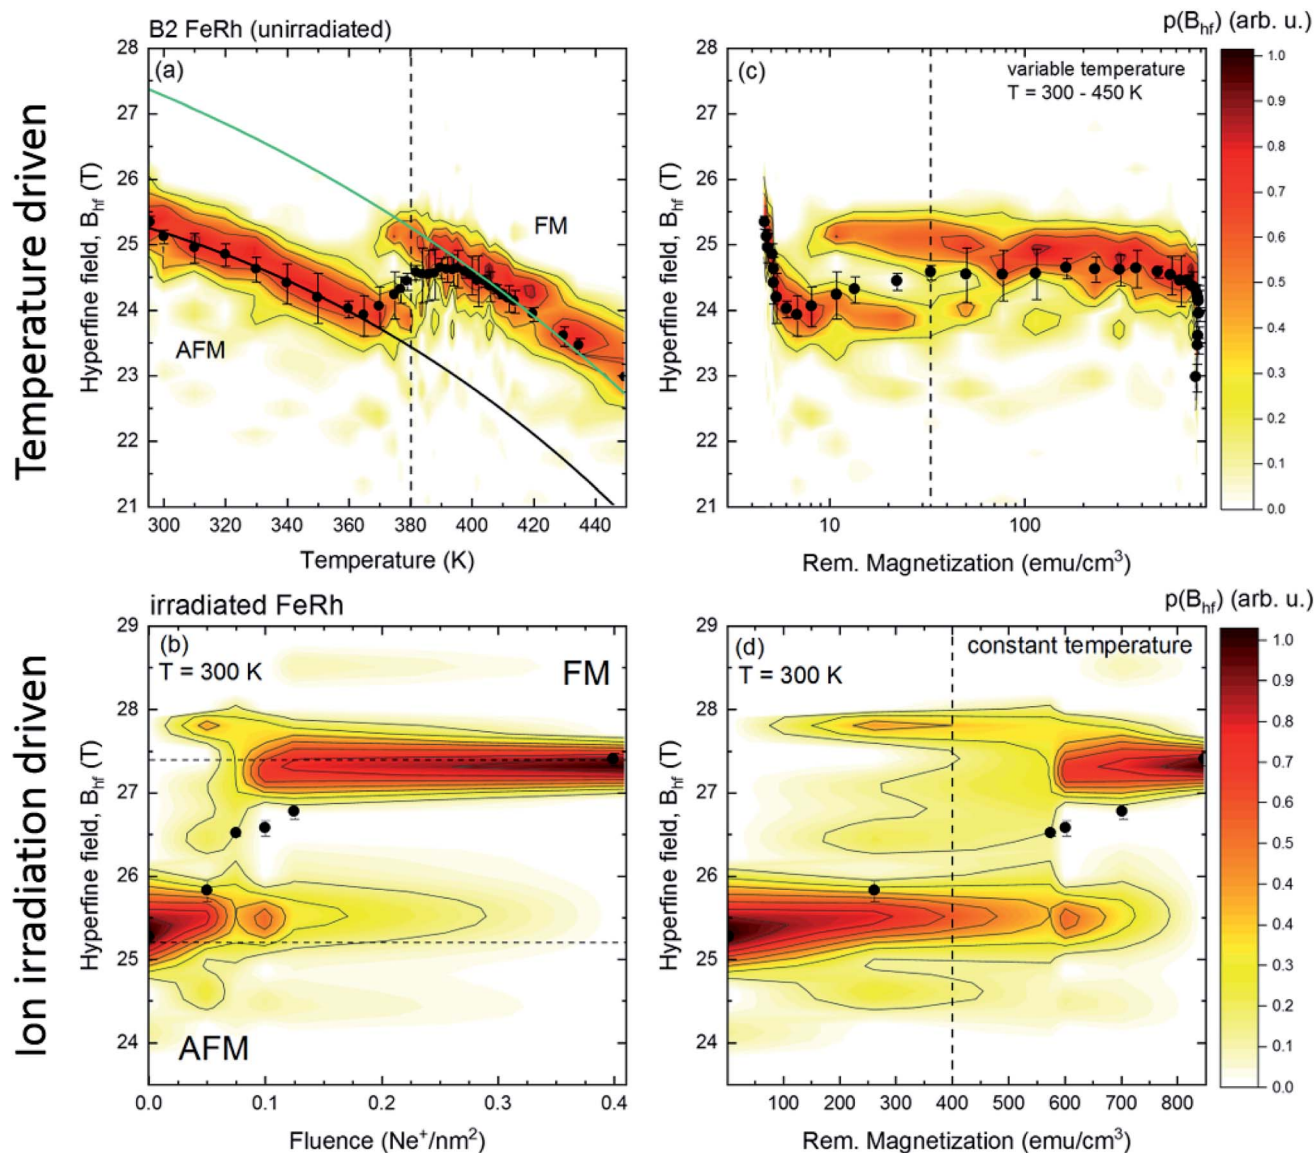 Temperature driven
B2 FeRh (unirradiated)
(a)
28
27
26
25
24
23
22
21
Hyperfine field, B_hf (T)
FM
AFM
300 320 340 360 380 400 420 440
Temperature (K)
(c)
variable temperature
T = 300 - 450 K
28
27
26
25
24
23
22
21
Hyperfine field, B_hf (T)
10 100
Rem. Magnetization (emu/cm³)
p(B_hf) (arb. u.)
1.0
0.9
0.8
0.7
0.6
0.5
0.4
0.3
0.2
0.1
0.0
Ion irradiation driven
irradiated FeRh
(b)
T = 300 K
FM
29
28
27
26
25
24
Hyperfine field, B_hf (T)
AFM
0.0 0.1 0.2 0.3 0.4
Fluence (Ne⁺/nm²)
(d)
constant temperature
T = 300 K
29
28
27
26
25
24
Hyperfine field, B_hf (T)
100 200 300 400 500 600 700 800
Rem. Magnetization (emu/cm³)
p(B_hf) (arb. u.)
1.0
0.9
0.8
0.7
0.6
0.5
0.4
0.3
0.2
0.1
0.0